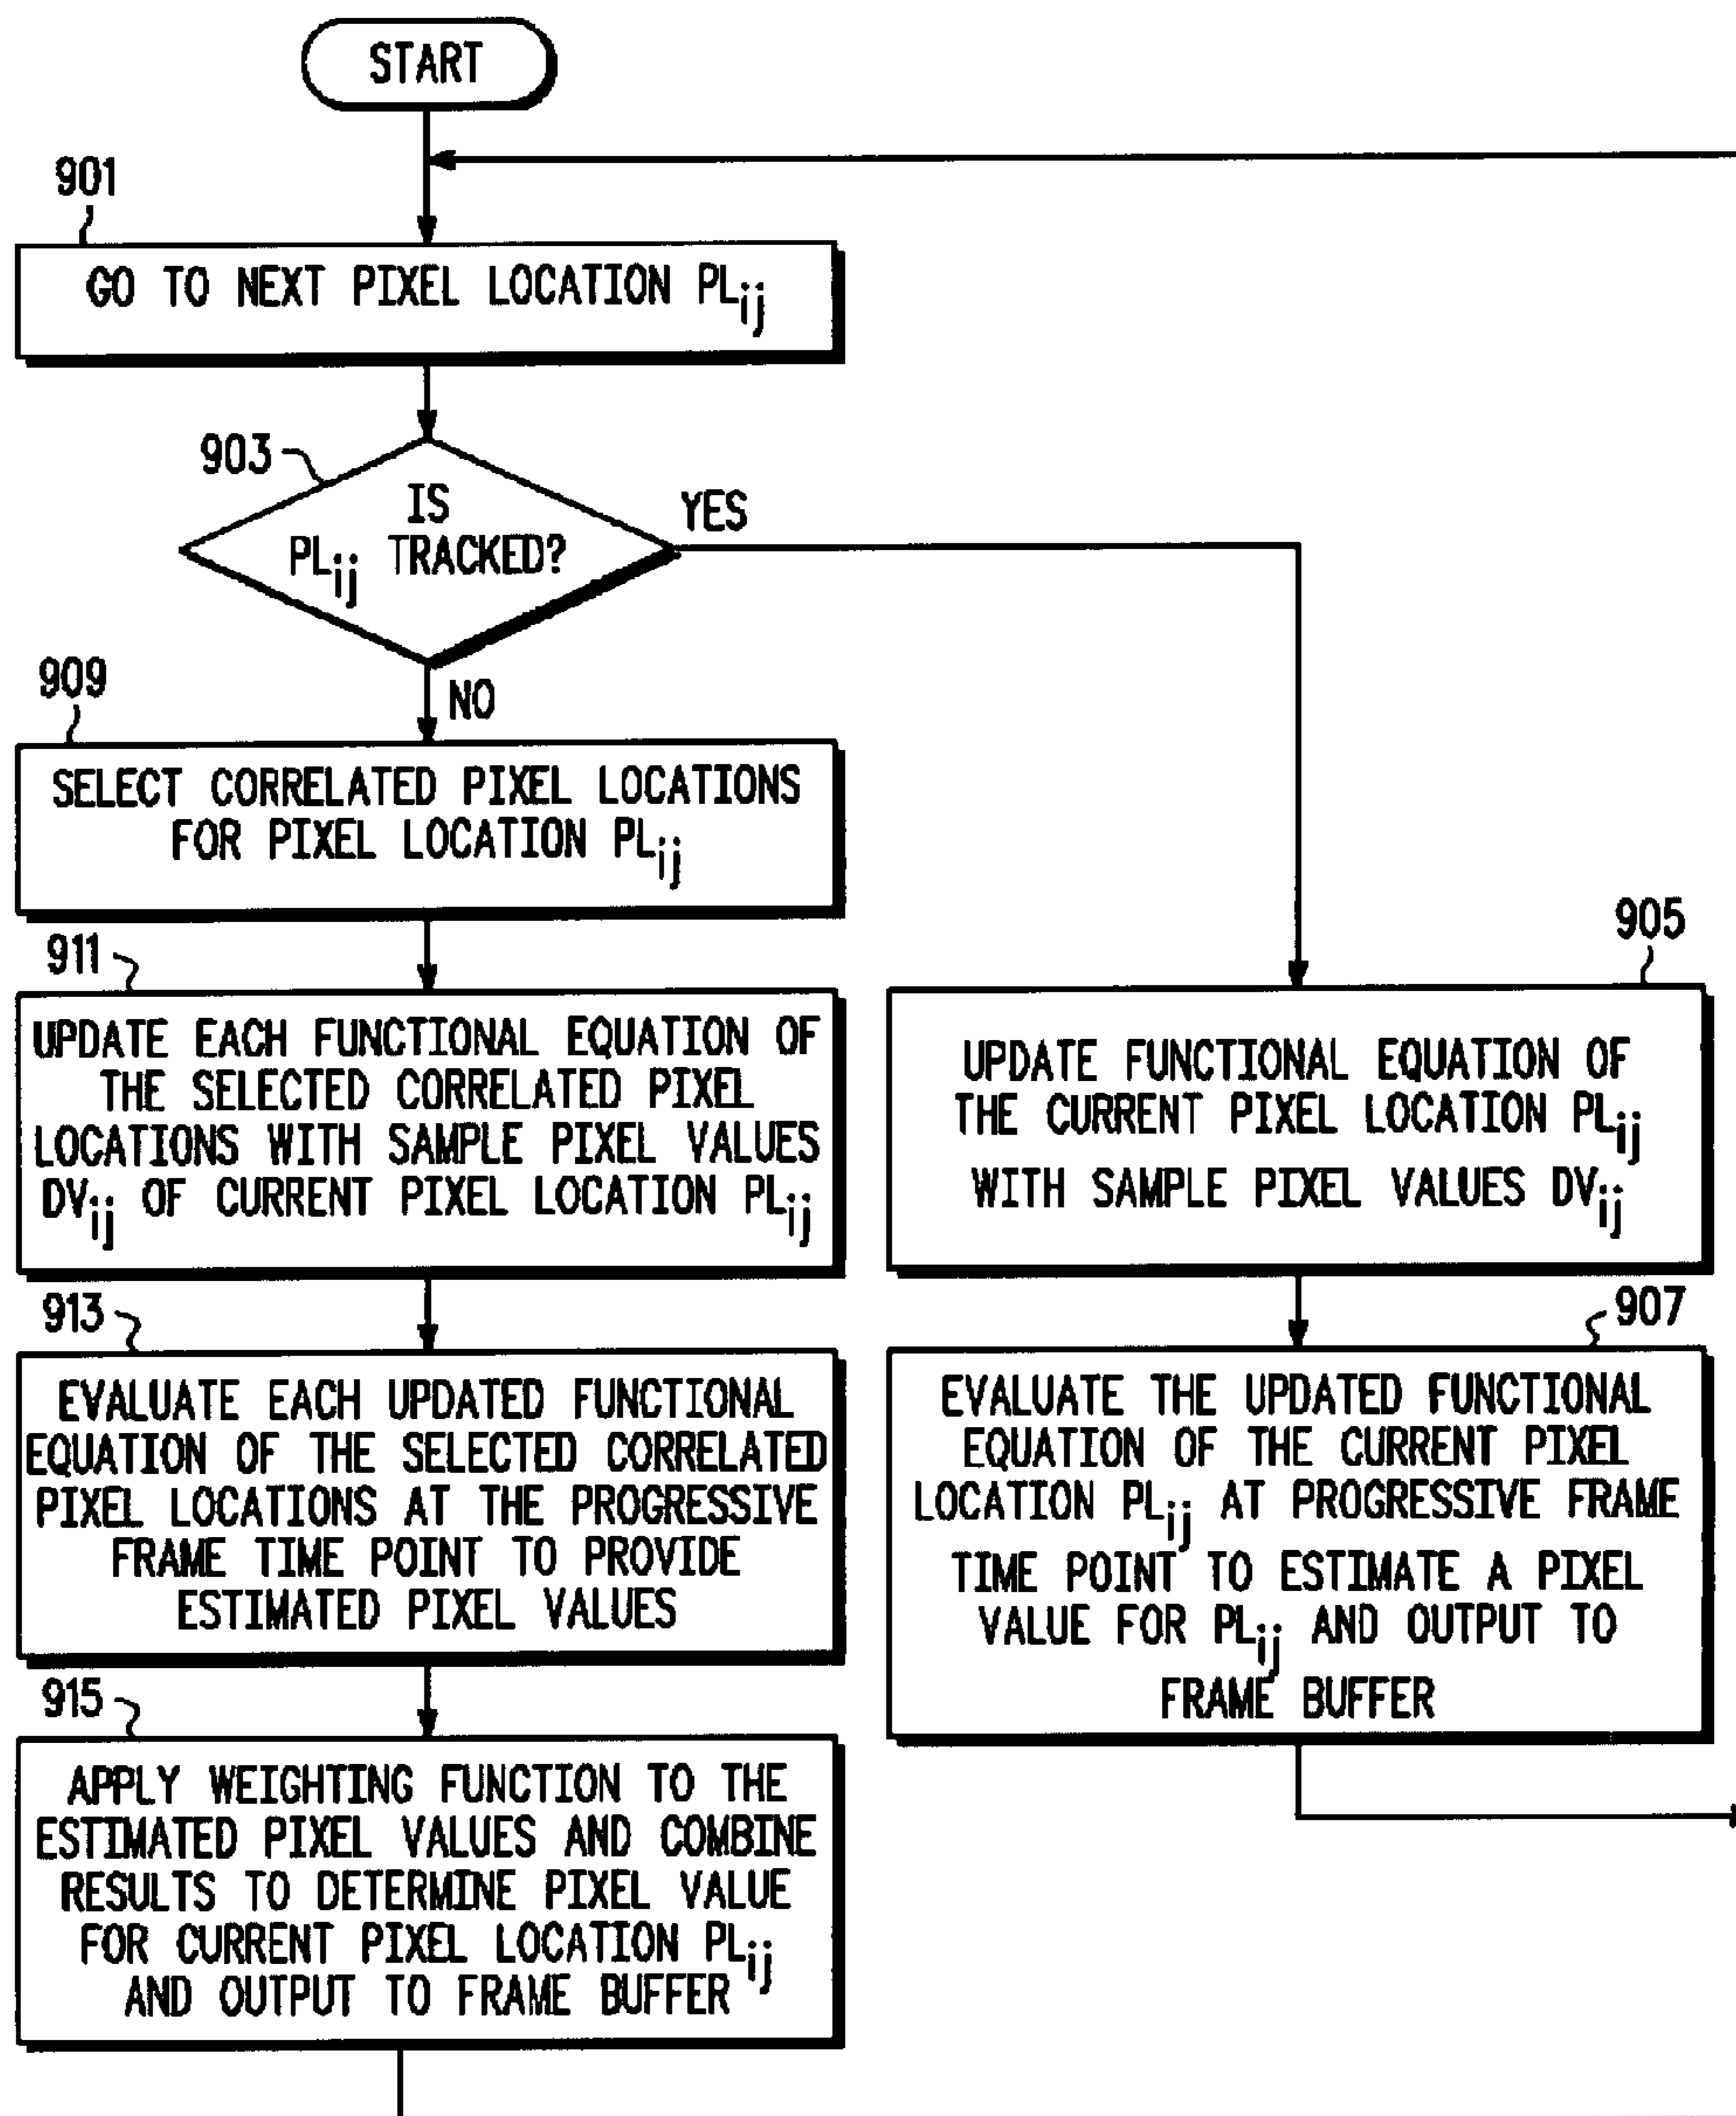 START
901
GO TO NEXT PIXEL LOCATION PLij
903
IS
PLij TRACKED?
YES
NO
909
SELECT CORRELATED PIXEL LOCATIONS
FOR PIXEL LOCATION PLij
911
UPDATE EACH FUNCTIONAL EQUATION OF
THE SELECTED CORRELATED PIXEL
LOCATIONS WITH SAMPLE PIXEL VALUES
DVij OF CURRENT PIXEL LOCATION PLij
905
UPDATE FUNCTIONAL EQUATION OF
THE CURRENT PIXEL LOCATION PLij
WITH SAMPLE PIXEL VALUES DVij
913
EVALUATE EACH UPDATED FUNCTIONAL
EQUATION OF THE SELECTED CORRELATED
PIXEL LOCATIONS AT THE PROGRESSIVE
FRAME TIME POINT TO PROVIDE
ESTIMATED PIXEL VALUES
907
EVALUATE THE UPDATED FUNCTIONAL
EQUATION OF THE CURRENT PIXEL
LOCATION PLij AT PROGRESSIVE FRAME
TIME POINT TO ESTIMATE A PIXEL
VALUE FOR PLij AND OUTPUT TO
FRAME BUFFER
915
APPLY WEIGHTING FUNCTION TO THE
ESTIMATED PIXEL VALUES AND COMBINE
RESULTS TO DETERMINE PIXEL VALUE
FOR CURRENT PIXEL LOCATION PLij
AND OUTPUT TO FRAME BUFFER